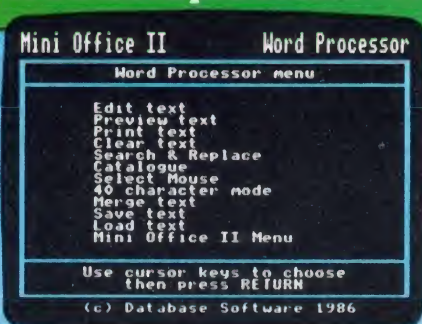 Mini Office II Word Processor
Word Processor menu
Edit text
Preview text
Print text
Clear text
Search & Replace
Catalogue
Select Mouse
40 character mode
Merge text
Save text
Load text
Mini Office II Menu
Use cursor keys to choose
then press RETURN
(c) Database Software 1986